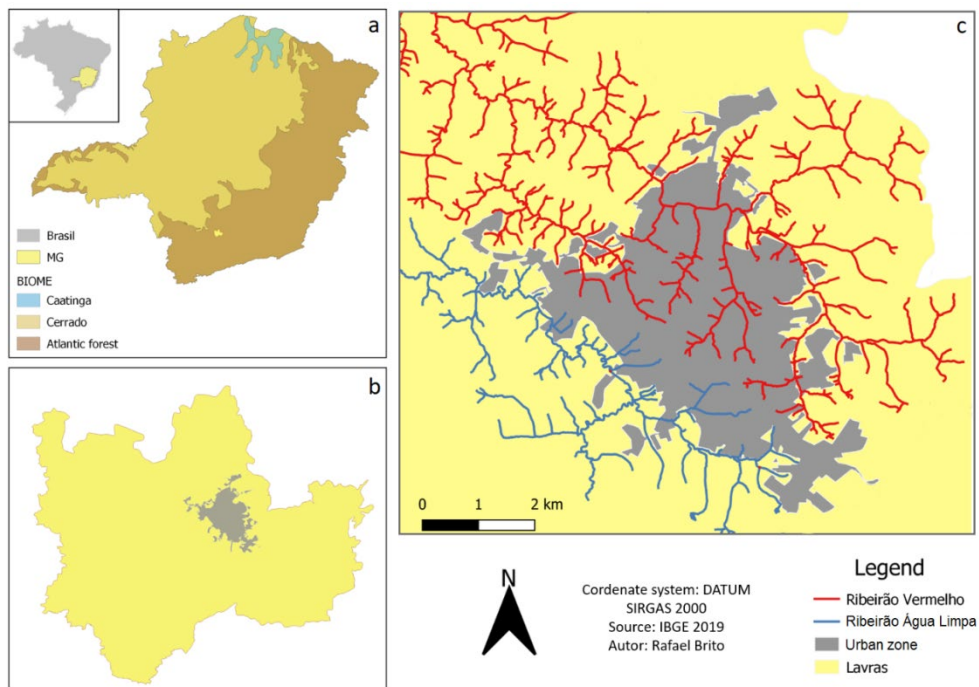 a
Brasil
MG
BIOME
Caatinga
Cerrado
Atlantic forest
b
c
0 1 2 km
N
Cordenate system: DATUM
SIRGAS 2000
Source: IBGE 2019
Autor: Rafael Brito
Legend
Ribeirão Vermelho
Ribeirão Água Limpa
Urban zone
Lavras